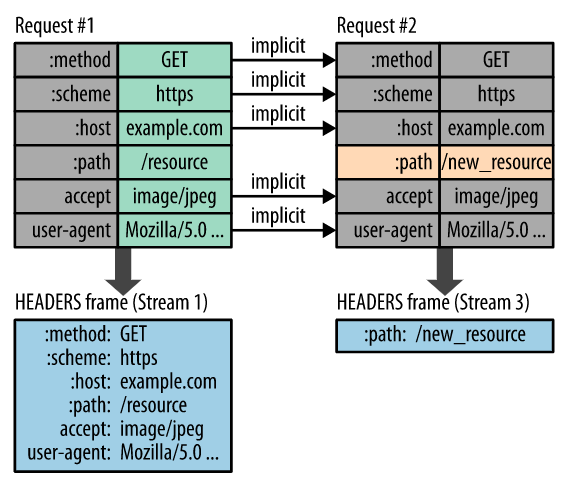 Request #1
:method GET
:scheme https
:host example.com
:path /resource
accept image/jpeg
user-agent Mozilla/5.0 ...
implicit
implicit
implicit
implicit
implicit
Request #2
:method GET
:scheme https
:host example.com
:path /new_resource
accept image/jpeg
user-agent Mozilla/5.0 ...
HEADERS frame (Stream 1)
:method: GET
:scheme: https
:host: example.com
:path: /resource
accept: image/jpeg
user-agent: Mozilla/5.0 ...
HEADERS frame (Stream 3)
:path: /new_resource